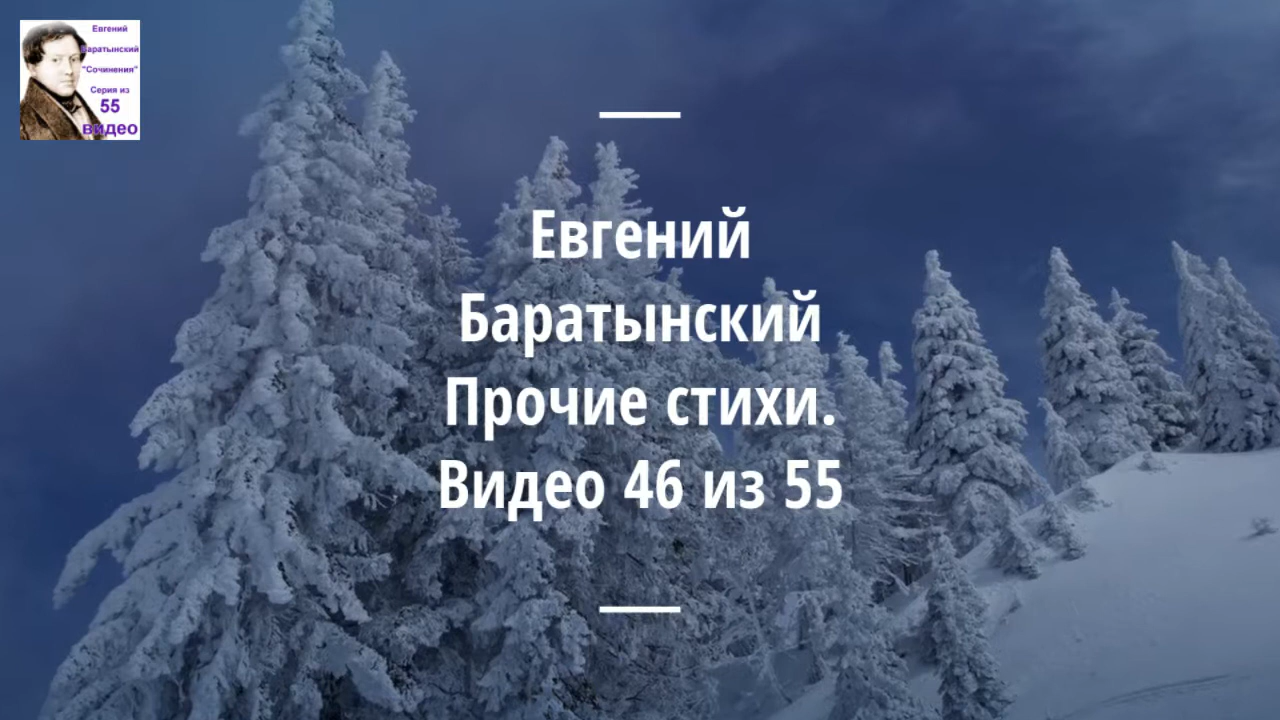 Евгений
Баратынский
"Сочинения"
Серия из
55
видео
Евгений
Баратынский
Прочие стихи.
Видео 46 из 55